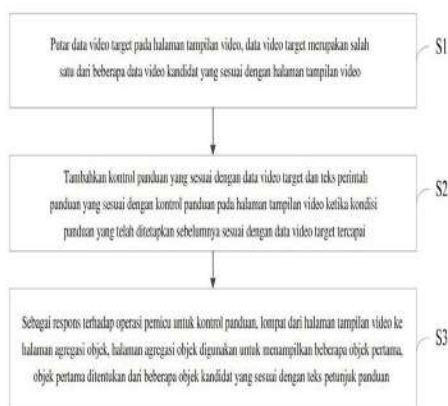 Putar data video target pada halaman tampilan video, data video target merupakan salah
satu dari beberapa data video kandidat yang sesuai dengan halaman tampilan video
S1
Tambahkan kontrol panduan yang sesuai dengan data video target dan teks perintah
panduan yang sesuai dengan kontrol panduan pada halaman tampilan video ketika kondisi
panduan yang telah ditetapkan sebelumnya sesuai dengan data video target tercapai
S2
Sebagai respons terhadap operasi pemicu untuk kontrol panduan, lompat dari halaman tampilan video ke
halaman agregasi objek, halaman agregasi objek digunakan untuk menampilkan beberapa objek pertama,
objek pertama ditentukan dari beberapa objek kandidat yang sesuai dengan teks petunjuk panduan
S3